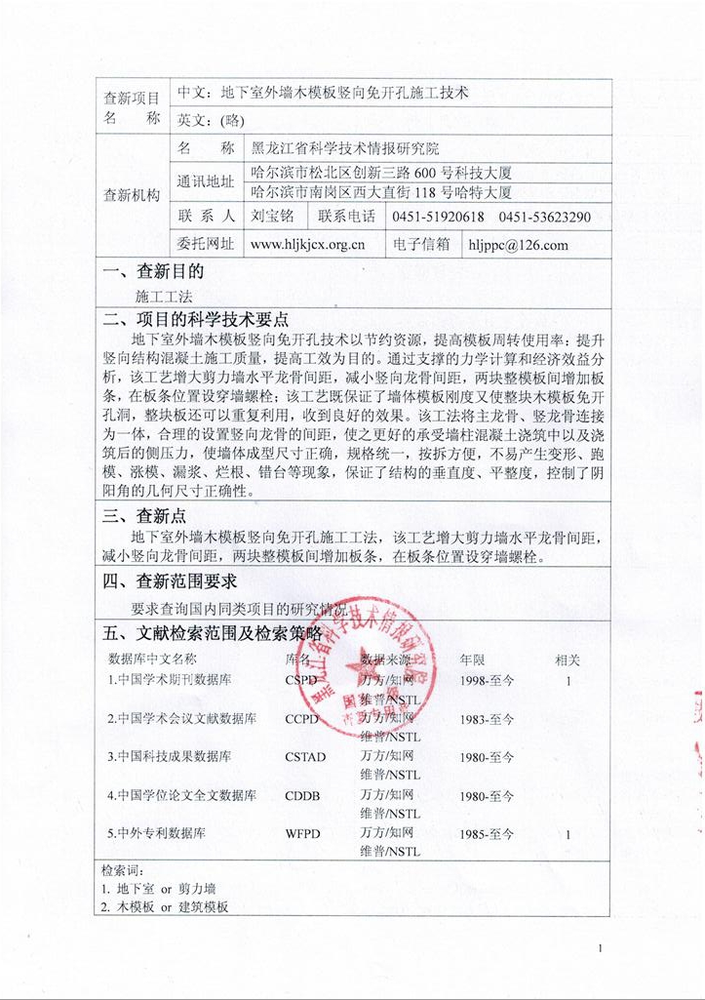 查新项目名　称
中文：地下室外墙木模板竖向免开孔施工技术
英文：(略)
查新机构
名　称　黑龙江省科学技术情报研究院
通讯地址　哈尔滨市松北区创新三路 600 号科技大厦
哈尔滨市南岗区西大直街 118 号哈特大厦
联 系 人　刘宝铭　联系电话　0451-51920618　0451-53623290
委托网址　www.hljkjcx.org.cn　电子信箱　hljppc@126.com
一、查新目的
施工工法
二、项目的科学技术要点
地下室外墙木模板竖向免开孔技术以节约资源，提高模板周转使用率：提升
竖向结构混凝土施工质量，提高工效为目的。通过支撑的力学计算和经济效益分
析，该工艺增大剪力墙水平龙骨间距，减小竖向龙骨间距，两块整模板间增加板
条，在板条位置设穿墙螺栓；该工艺既保证了墙体模板刚度又使整块木模板免开
孔洞，整块板还可以重复利用，收到良好的效果。该工法将主龙骨、竖龙骨连接
为一体，合理的设置竖向龙骨的间距，使之更好的承受墙柱混凝土浇筑中以及浇
筑后的侧压力，使墙体成型尺寸正确，规格统一，按拆方便，不易产生变形、跑
模、涨模、漏浆、烂根、错台等现象，保证了结构的垂直度、平整度，控制了阴
阳角的几何尺寸正确性。
三、查新点
地下室外墙木模板竖向免开孔施工工法，该工艺增大剪力墙水平龙骨间距，
减小竖向龙骨间距，两块整模板间增加板条，在板条位置设穿墙螺栓。
四、查新范围要求
要求查询国内同类项目的研究情况
五、文献检索范围及检索策略
数据库中文名称　库名　数据来源　年限　相关
1.中国学术期刊数据库　CSPD　万方/知网　1998-至今　1
维普/NSTL
2.中国学术会议文献数据库　CCPD　万方/知网　1983-至今
维普/NSTL
3.中国科技成果数据库　CSTAD　万方/知网　1980-至今
维普/NSTL
4.中国学位论文全文数据库　CDDB　万方/知网　1980-至今
维普/NSTL
5.中外专利数据库　WFPD　万方/知网　1985-至今　1
维普/NSTL
检索词：
1. 地下室 or 剪力墙
2. 木模板 or 建筑模板
黑龙江省科学技术情报研究院
1